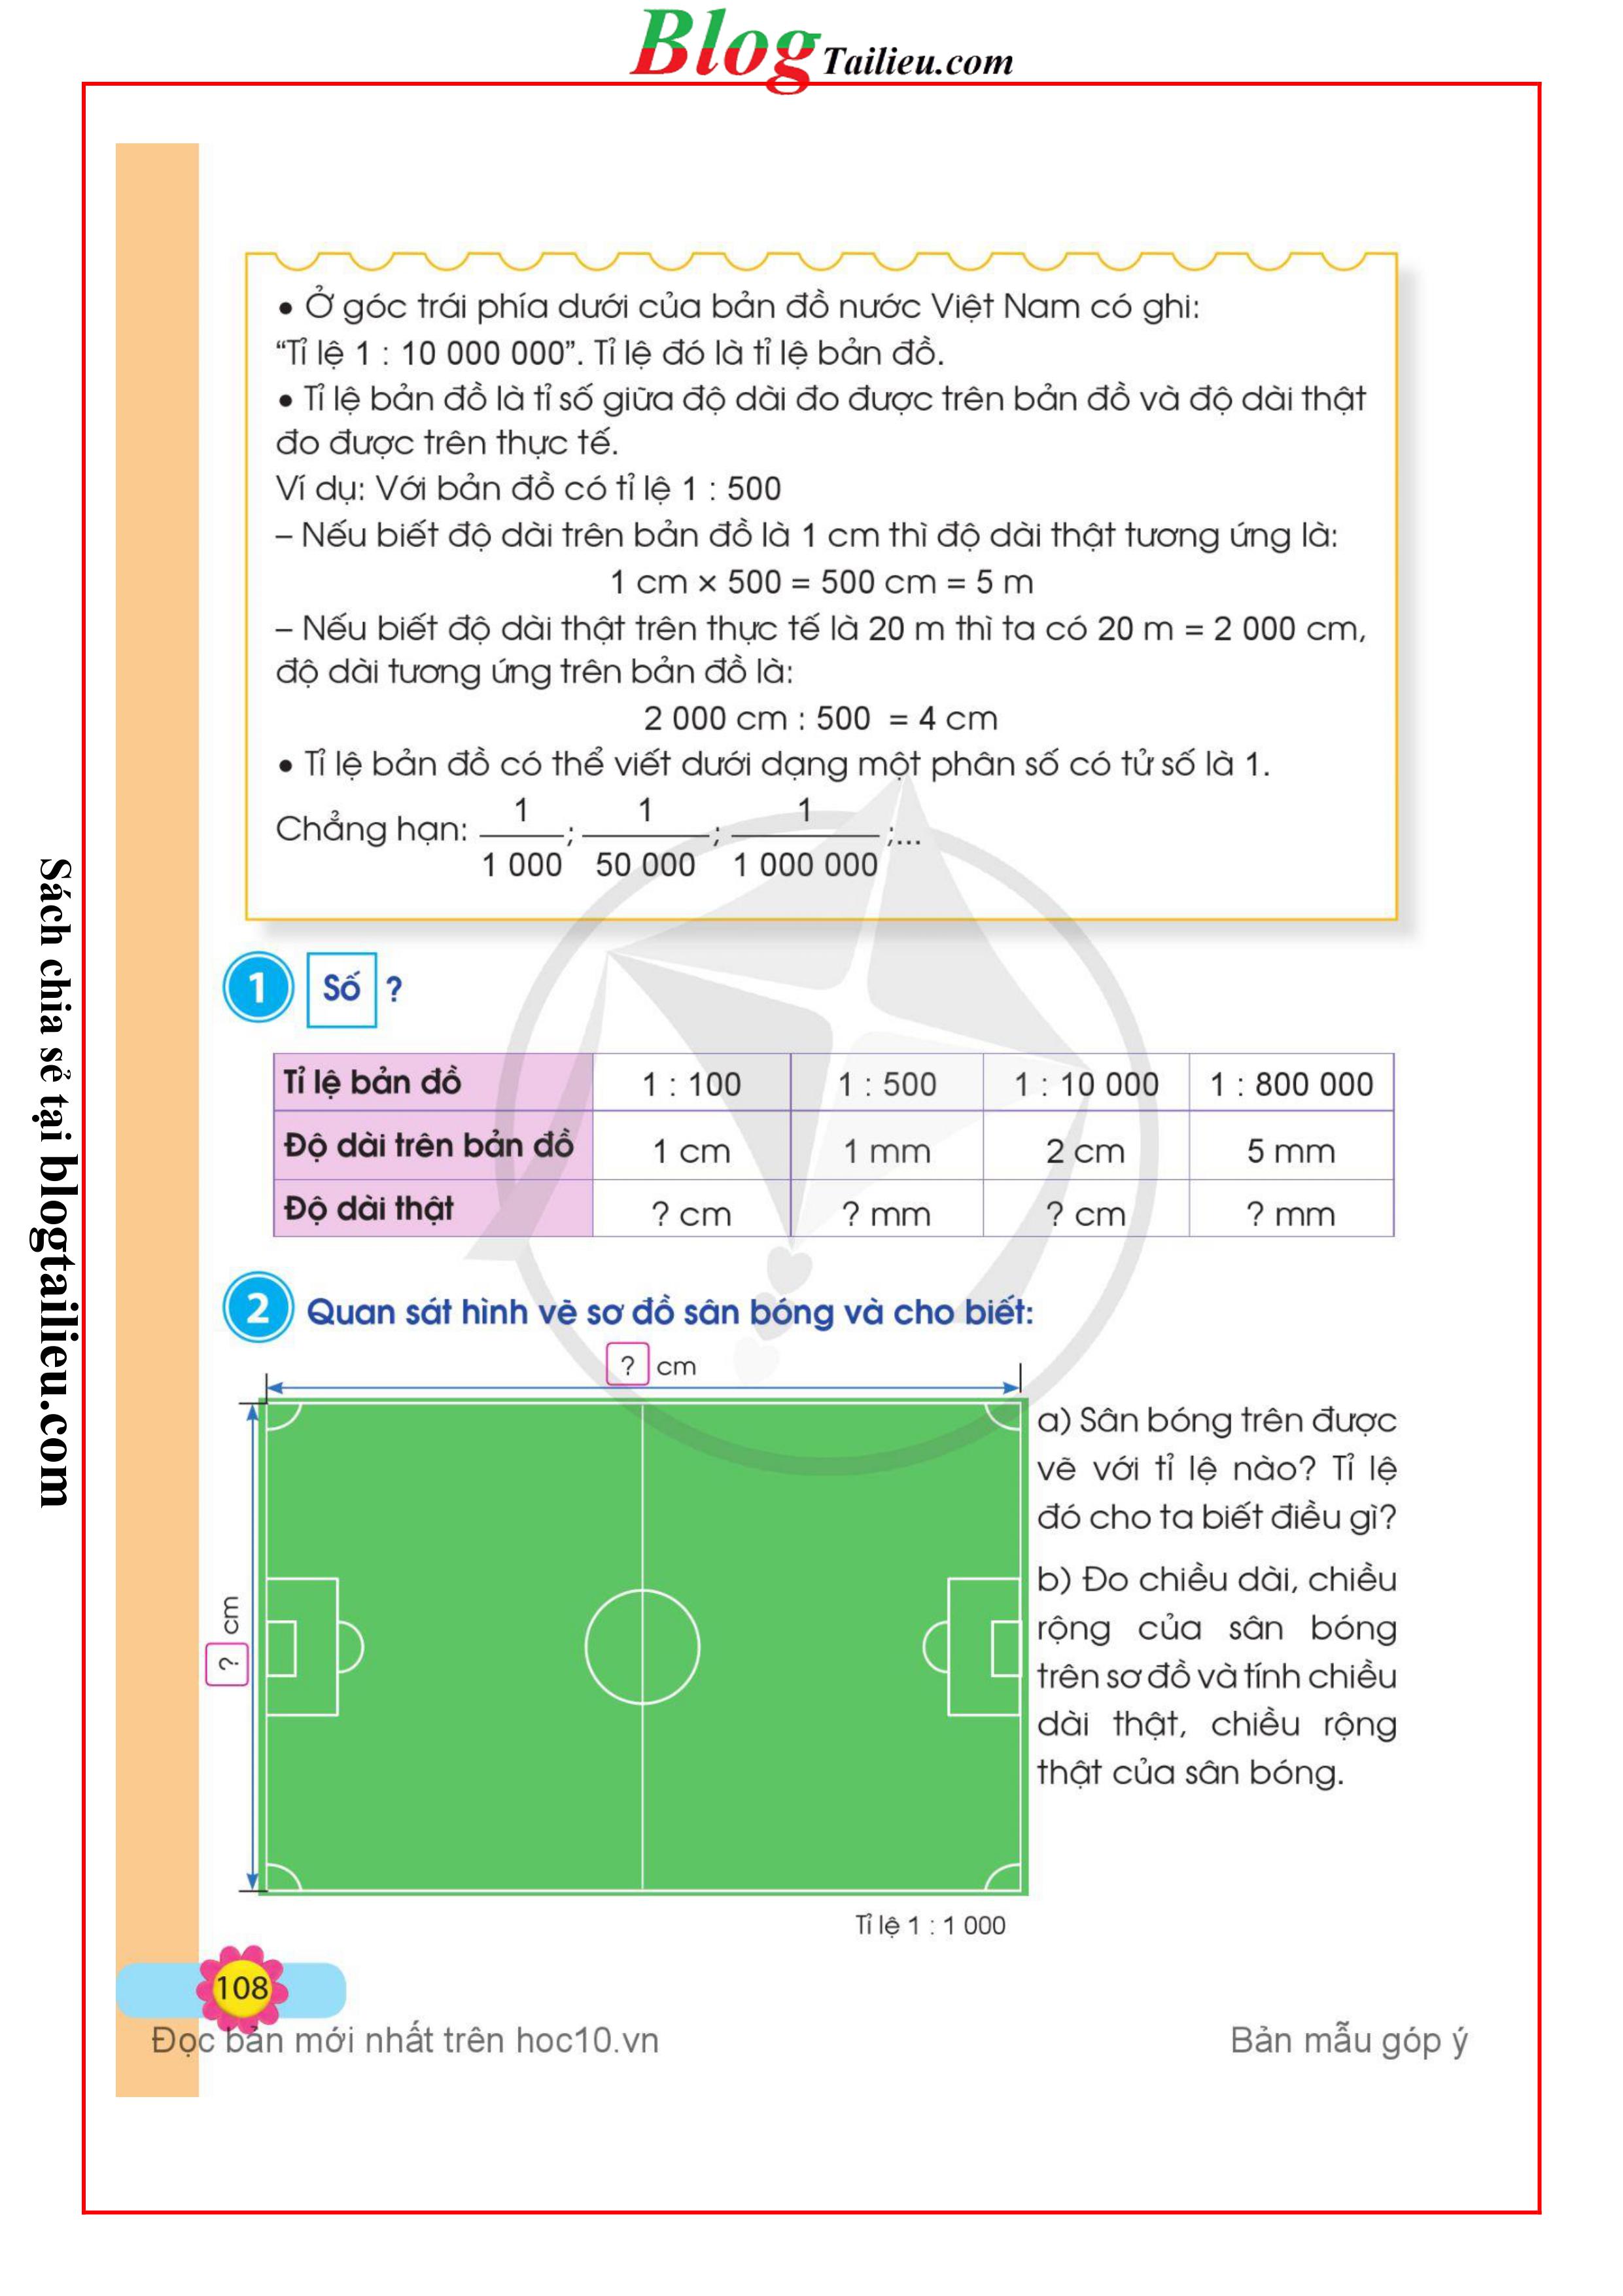 Blog Tailieu.com
• Ở góc trái phía dưới của bản đồ nước Việt Nam có ghi:
“Tỉ lệ 1 : 10 000 000”. Tỉ lệ đó là tỉ lệ bản đồ.
• Tỉ lệ bản đồ là tỉ số giữa độ dài đo được trên bản đồ và độ dài thật
đo được trên thực tế.
Ví dụ: Với bản đồ có tỉ lệ 1 : 500
– Nếu biết độ dài trên bản đồ là 1 cm thì độ dài thật tương ứng là:
1 cm × 500 = 500 cm = 5 m
– Nếu biết độ dài thật trên thực tế là 20 m thì ta có 20 m = 2 000 cm,
độ dài tương ứng trên bản đồ là:
2 000 cm : 500 = 4 cm
• Tỉ lệ bản đồ có thể viết dưới dạng một phân số có tử số là 1.
Chẳng hạn: 1/1 000; 1/50 000; 1/1 000 000;...
1 Số ?
Tỉ lệ bản đồ 1 : 100 1 : 500 1 : 10 000 1 : 800 000
Độ dài trên bản đồ 1 cm 1 mm 2 cm 5 mm
Độ dài thật ? cm ? mm ? cm ? mm
2 Quan sát hình vẽ sơ đồ sân bóng và cho biết:
? cm
? cm
a) Sân bóng trên được
vẽ với tỉ lệ nào? Tỉ lệ
đó cho ta biết điều gì?
b) Đo chiều dài, chiều
rộng của sân bóng
trên sơ đồ và tính chiều
dài thật, chiều rộng
thật của sân bóng.
Tỉ lệ 1 : 1 000
108
Đọc bản mới nhất trên hoc10.vn
Bản mẫu góp ý
Sách chia sẻ tại blogtailieu.com